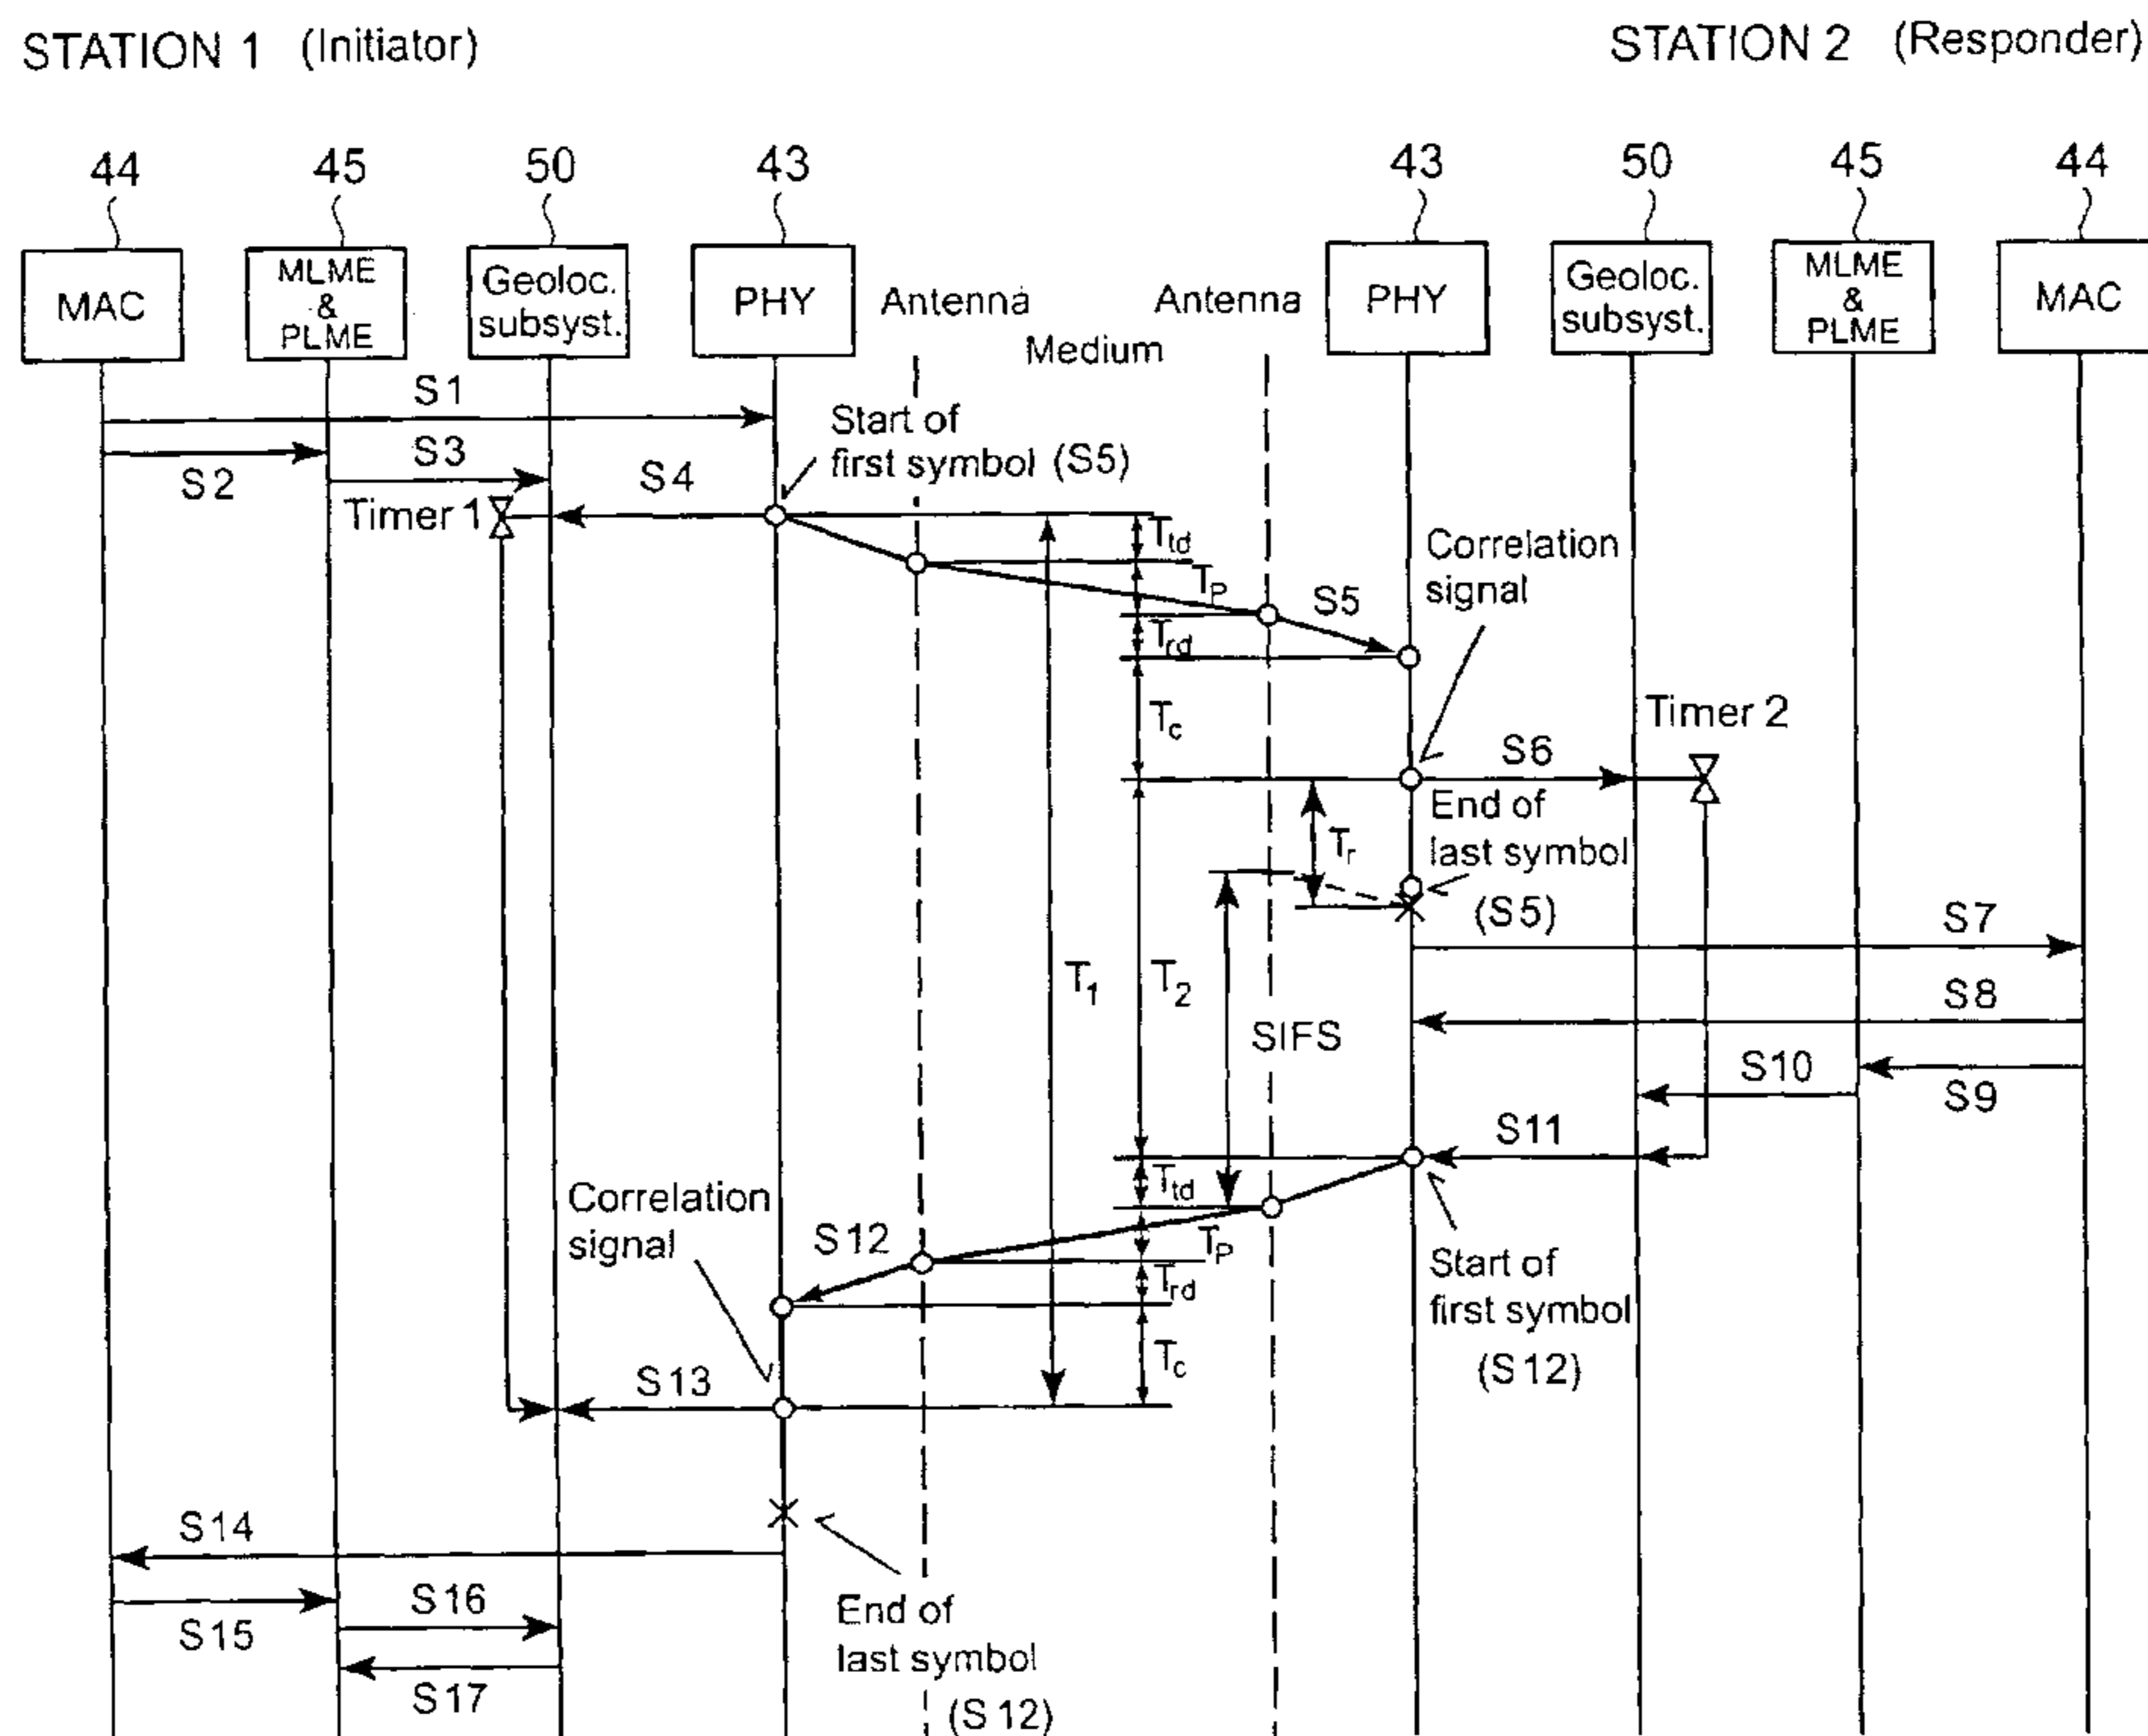 STATION 1 (Initiator)
STATION 2 (Responder)
44
45
50
43
43
50
45
44
MAC
MLME
&
PLME
Geoloc.
subsyst.
PHY
Antenna
Medium
Antenna
PHY
Geoloc.
subsyst.
MLME
&
PLME
MAC
S1
S2
S3
Start of
first symbol (S5)
S4
Timer 1
Ttd
TP
Trd
Tc
S5
Correlation
signal
Timer 2
S6
End of
last symbol
(S5)
Tr
S7
T1
T2
SIFS
S8
S10
S9
S11
Ttd
TP
Trd
Tc
Correlation
signal
S12
Start of
first symbol
(S12)
S13
S14
S15
S16
S17
End of
last symbol
(S12)